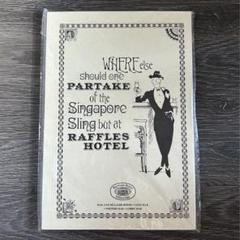 WHERE else
should one
PARTAKE
of the
Singapore
Sling but at
RAFFLES
HOTEL